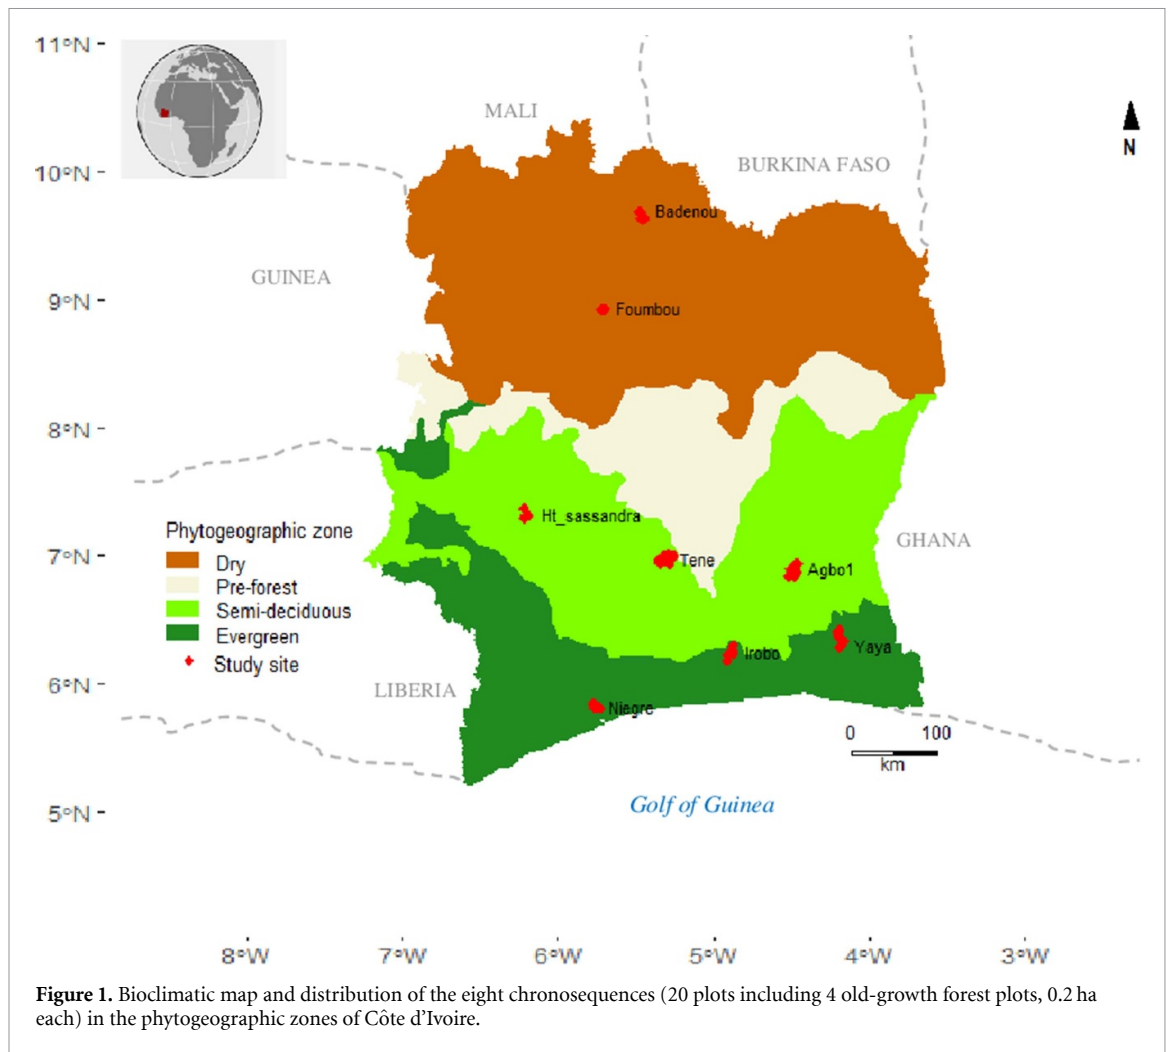 11°N
MALI
N
BURKINA FASO
10°N
Badenou
GUINEA
9°N
Foumbou
8°N
Ht_sassandra
Phytogeographic zone
GHANA
7°N
Tene
Agbo1
Dry
Pre-forest
Semi-deciduous
Evergreen
Study site
Irobo
Yaya
6°N
LIBERIA
Niegre
0 100
km
5°N
Golf of Guinea
8°W 7°W 6°W 5°W 4°W 3°W
Figure 1. Bioclimatic map and distribution of the eight chronosequences (20 plots including 4 old-growth forest plots, 0.2 ha
each) in the phytogeographic zones of Côte d'Ivoire.